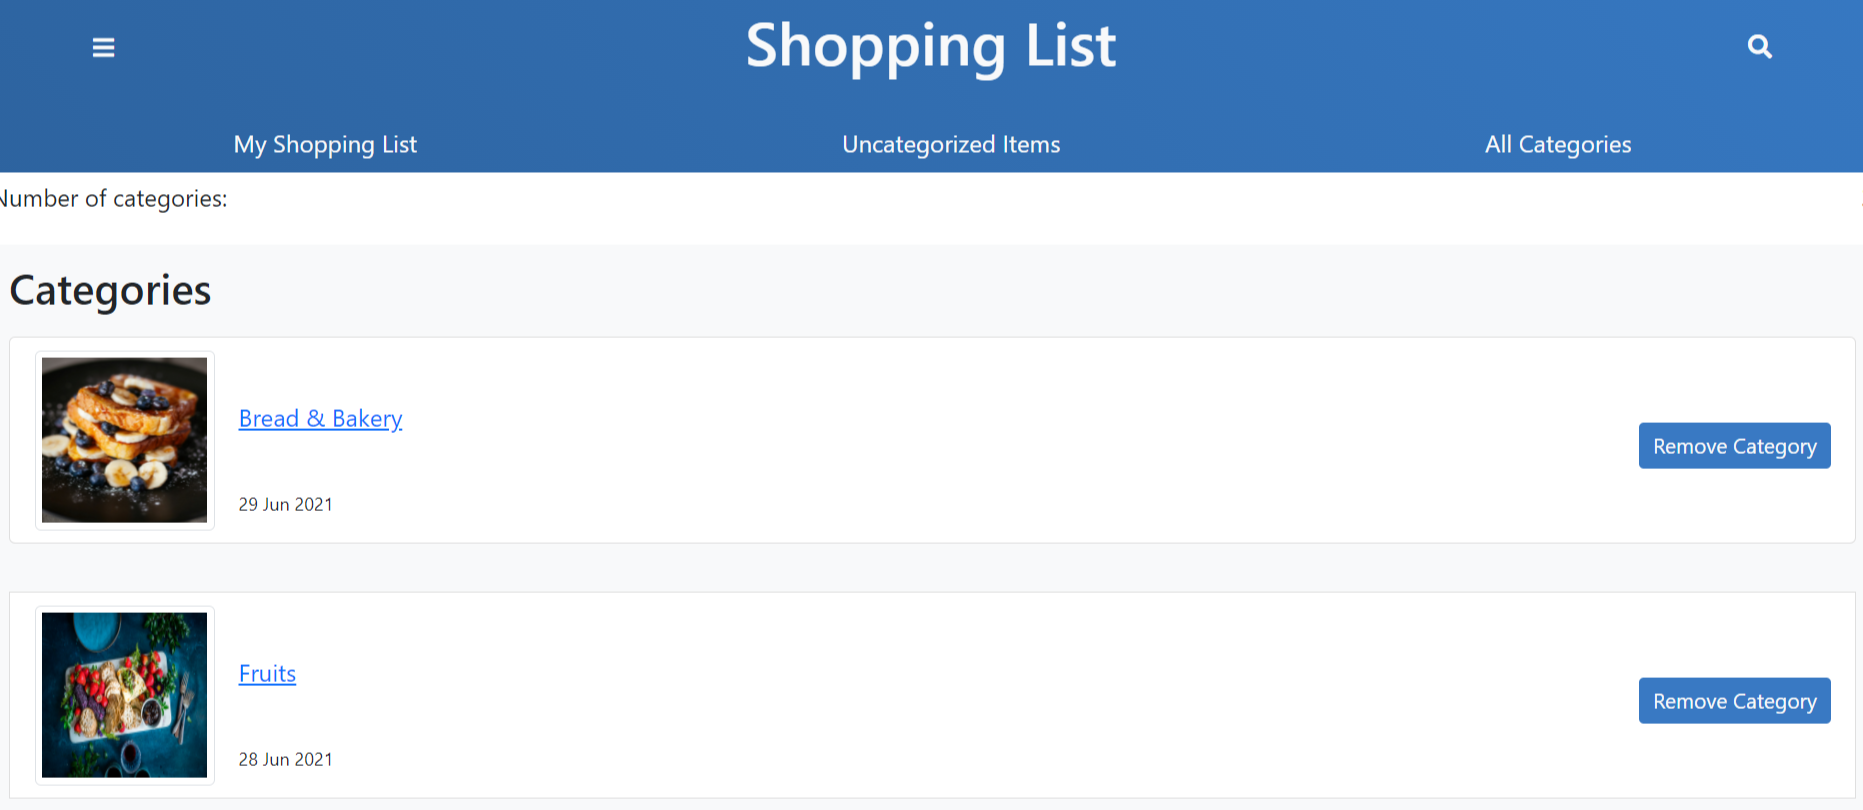 Shopping List
My Shopping List
Uncategorized Items
All Categories
Number of categories:
Categories
Bread & Bakery
Remove Category
29 Jun 2021
Fruits
Remove Category
28 Jun 2021